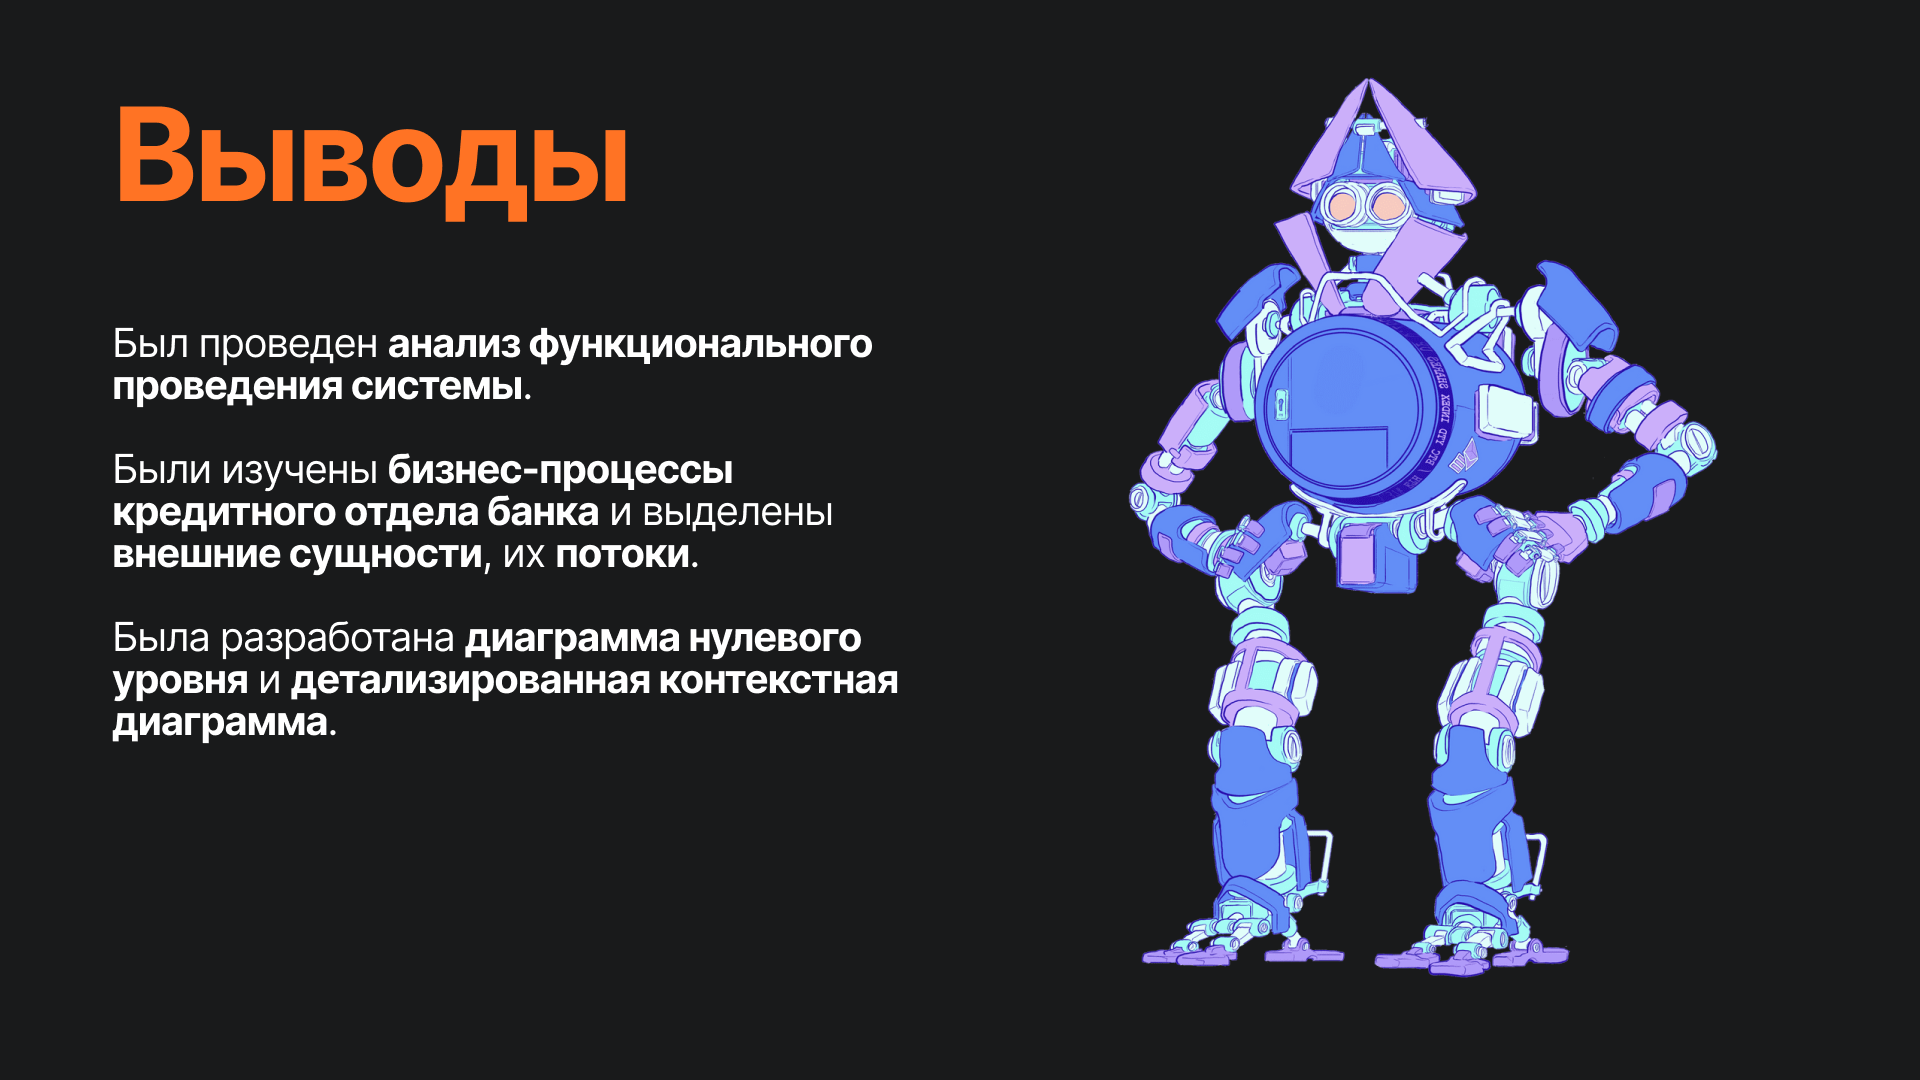 Выводы
Был проведен анализ функционального
проведения системы.
Были изучены бизнес-процессы
кредитного отдела банка и выделены
внешние сущности, их потоки.
Была разработана диаграмма нулевого
уровня и детализированная контекстная
диаграмма.